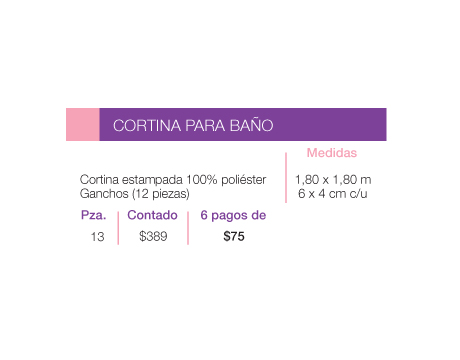 CORTINA PARA BAÑO
Medidas
Cortina estampada 100% poliéster 1,80 x 1,80 m
Ganchos (12 piezas) 6 x 4 cm c/u
Pza. Contado 6 pagos de
13 $389 $75